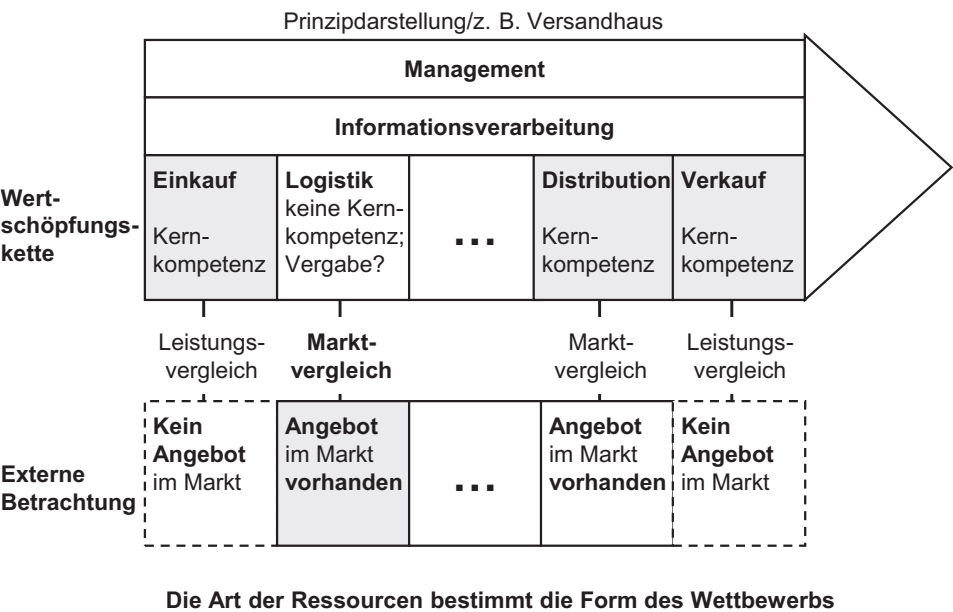 Prinzipdarstellung/z. B. Versandhaus
Management
Informationsverarbeitung
Wert-
schöpfungs-
kette
Einkauf
Kern-
kompetenz
Logistik
keine Kern-
kompetenz;
Vergabe?
...
Distribution
Kern-
kompetenz
Verkauf
Kern-
kompetenz
Leistungs-
vergleich
Markt-
vergleich
Markt-
vergleich
Leistungs-
vergleich
Externe
Betrachtung
Kein
Angebot
im Markt
Angebot
im Markt
vorhanden
...
Angebot
im Markt
vorhanden
Kein
Angebot
im Markt
Die Art der Ressourcen bestimmt die Form des Wettbewerbs